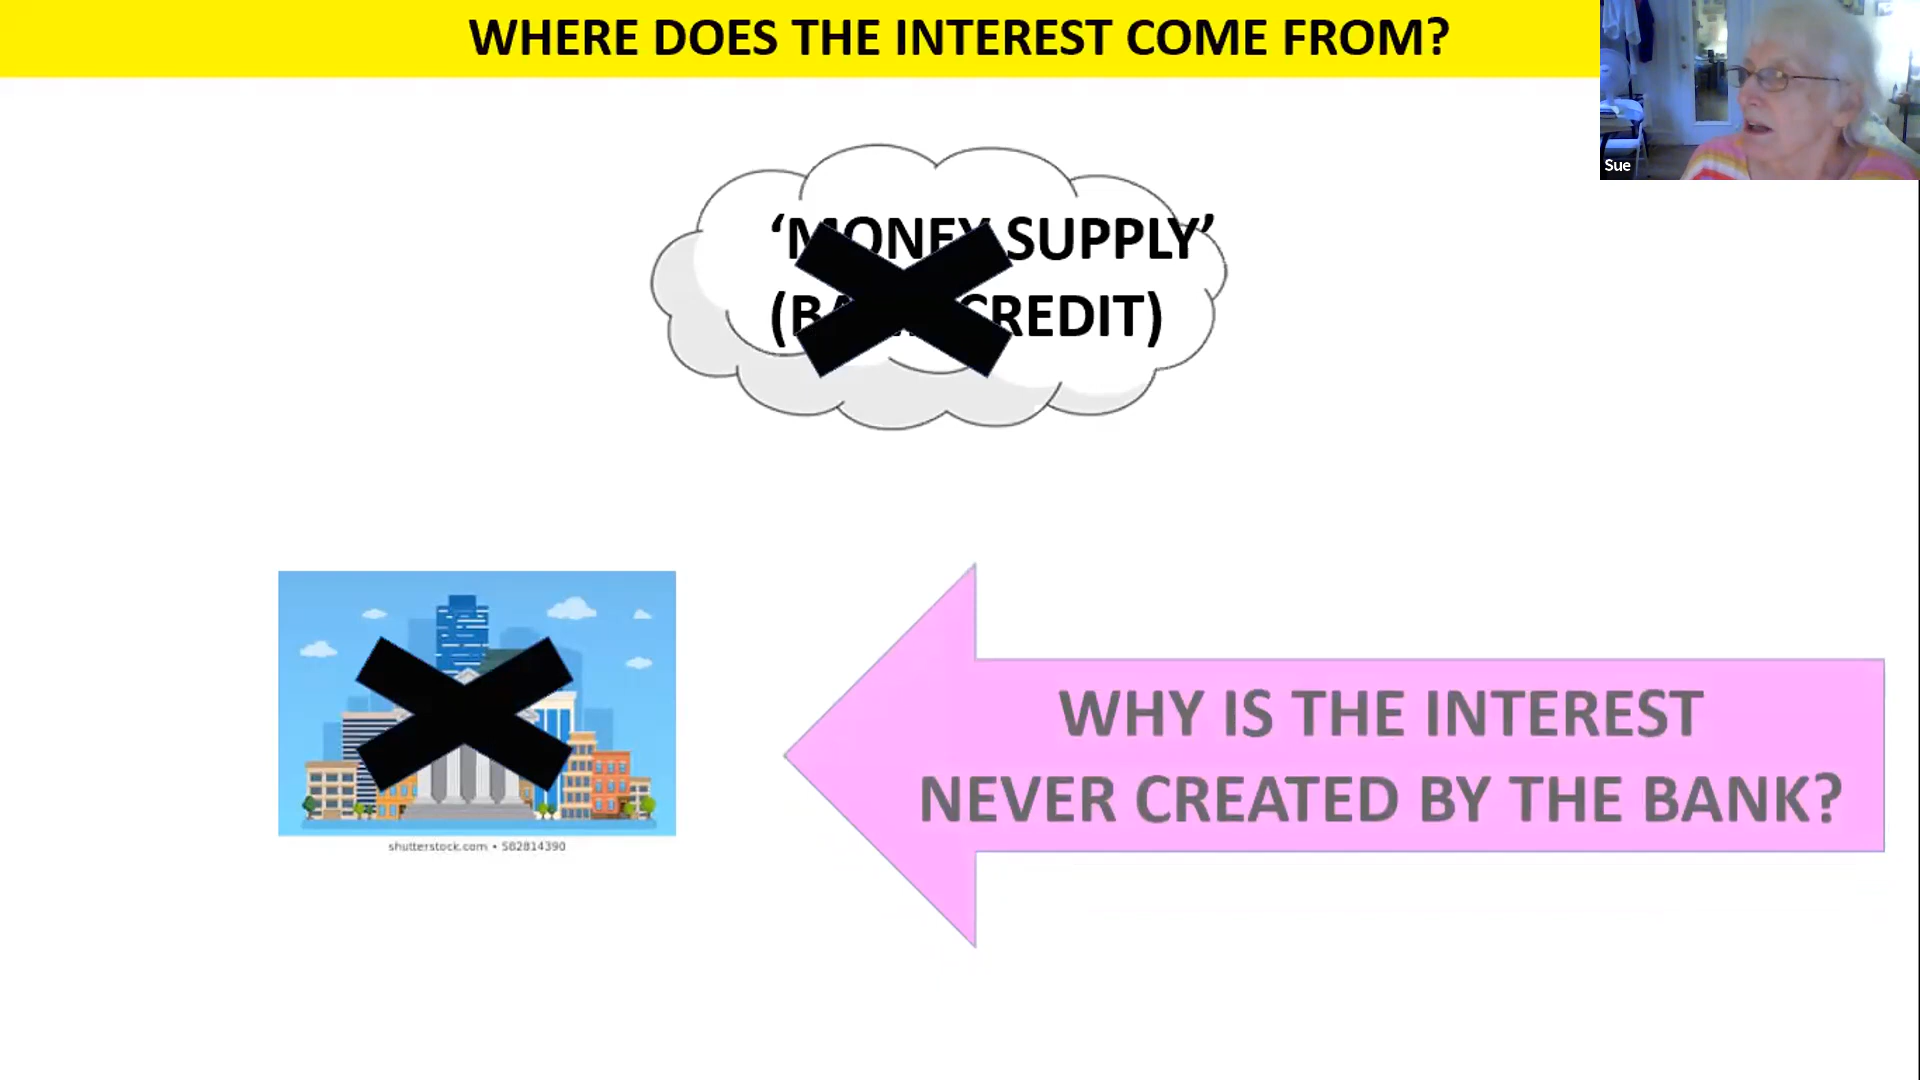 WHERE DOES THE INTEREST COME FROM?
Sue
‘MONEY SUPPLY’
(BANK CREDIT)
WHY IS THE INTEREST
NEVER CREATED BY THE BANK?
shutterstock.com • 582814390